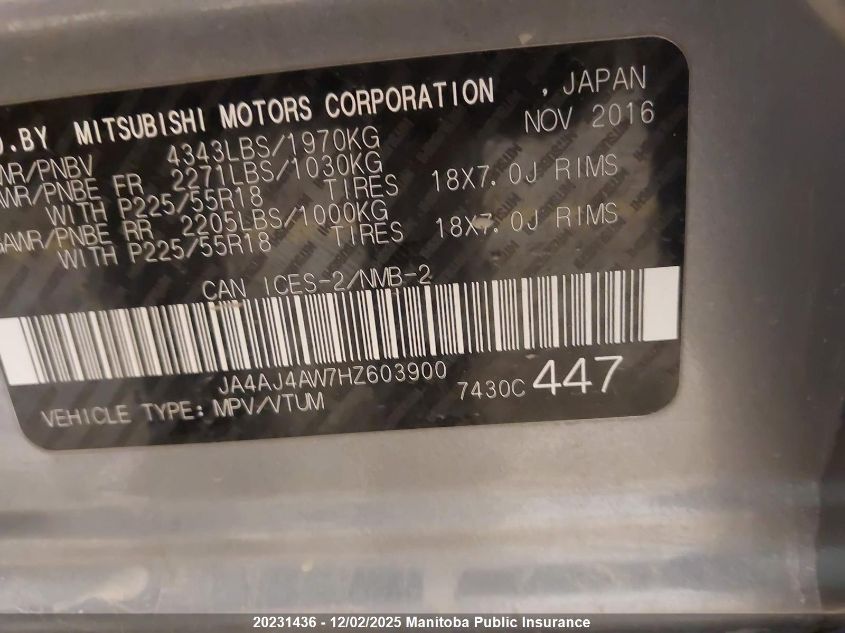 D.BY MITSUBISHI MOTORS CORPORATION , JAPAN
NOV 2016
WR/PNBV 4343LBS/1970KG
AWR/PNBE FR 2271LBS/1030KG
WITH P225/55R18 TIRES 18X7.0J RIMS
GAWR/PNBE RR 2205LBS/1000KG
WITH P225/55R18 TIRES 18X7.0J RIMS
CAN ICES-2/NMB-2
JA4AJ4AW7HZ603900
7430C 447
VEHICLE TYPE: MPV/VTUM
20231436 - 12/02/2025 Manitoba Public Insurance